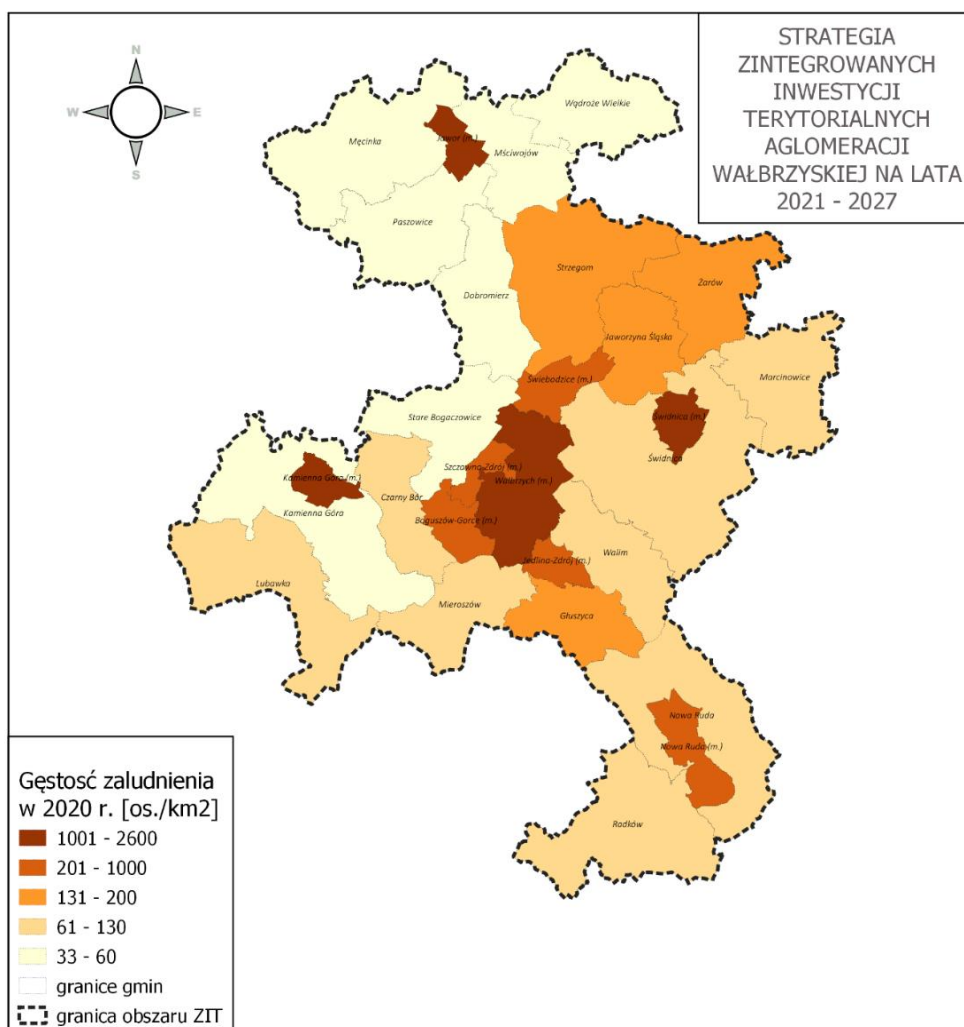 STRATEGIA
ZINTEGROWANYCH
INWESTYCJI
TERYTORIALNYCH
AGLOMERACJI
WAŁBRZYSKIEJ NA LATA
2021 - 2027
N
W
E
S
Wądroże Wielkie
Jawor (m.)
Męcinka
Mściwojów
Paszowice
Strzegom
Żarów
Dobromierz
Jaworzyna Śląska
Marcinowice
Świebodzice (m.)
Stare Bogaczowice
Świdnica (m.)
Świdnica
Szczawno-Zdrój (m.)
Kamienna Góra (m.)
Wałbrzych (m.)
Czarny Bór
Kamienna Góra
Boguszów-Gorce (m.)
Walim
Jedlina-Zdrój (m.)
Lubawka
Mieroszów
Głuszyca
Nowa Ruda
Nowa Ruda (m.)
Radków
Gęstość zaludnienia
w 2020 r. [os./km2]
1001 - 2600
201 - 1000
131 - 200
61 - 130
33 - 60
granice gmin
granica obszaru ZIT